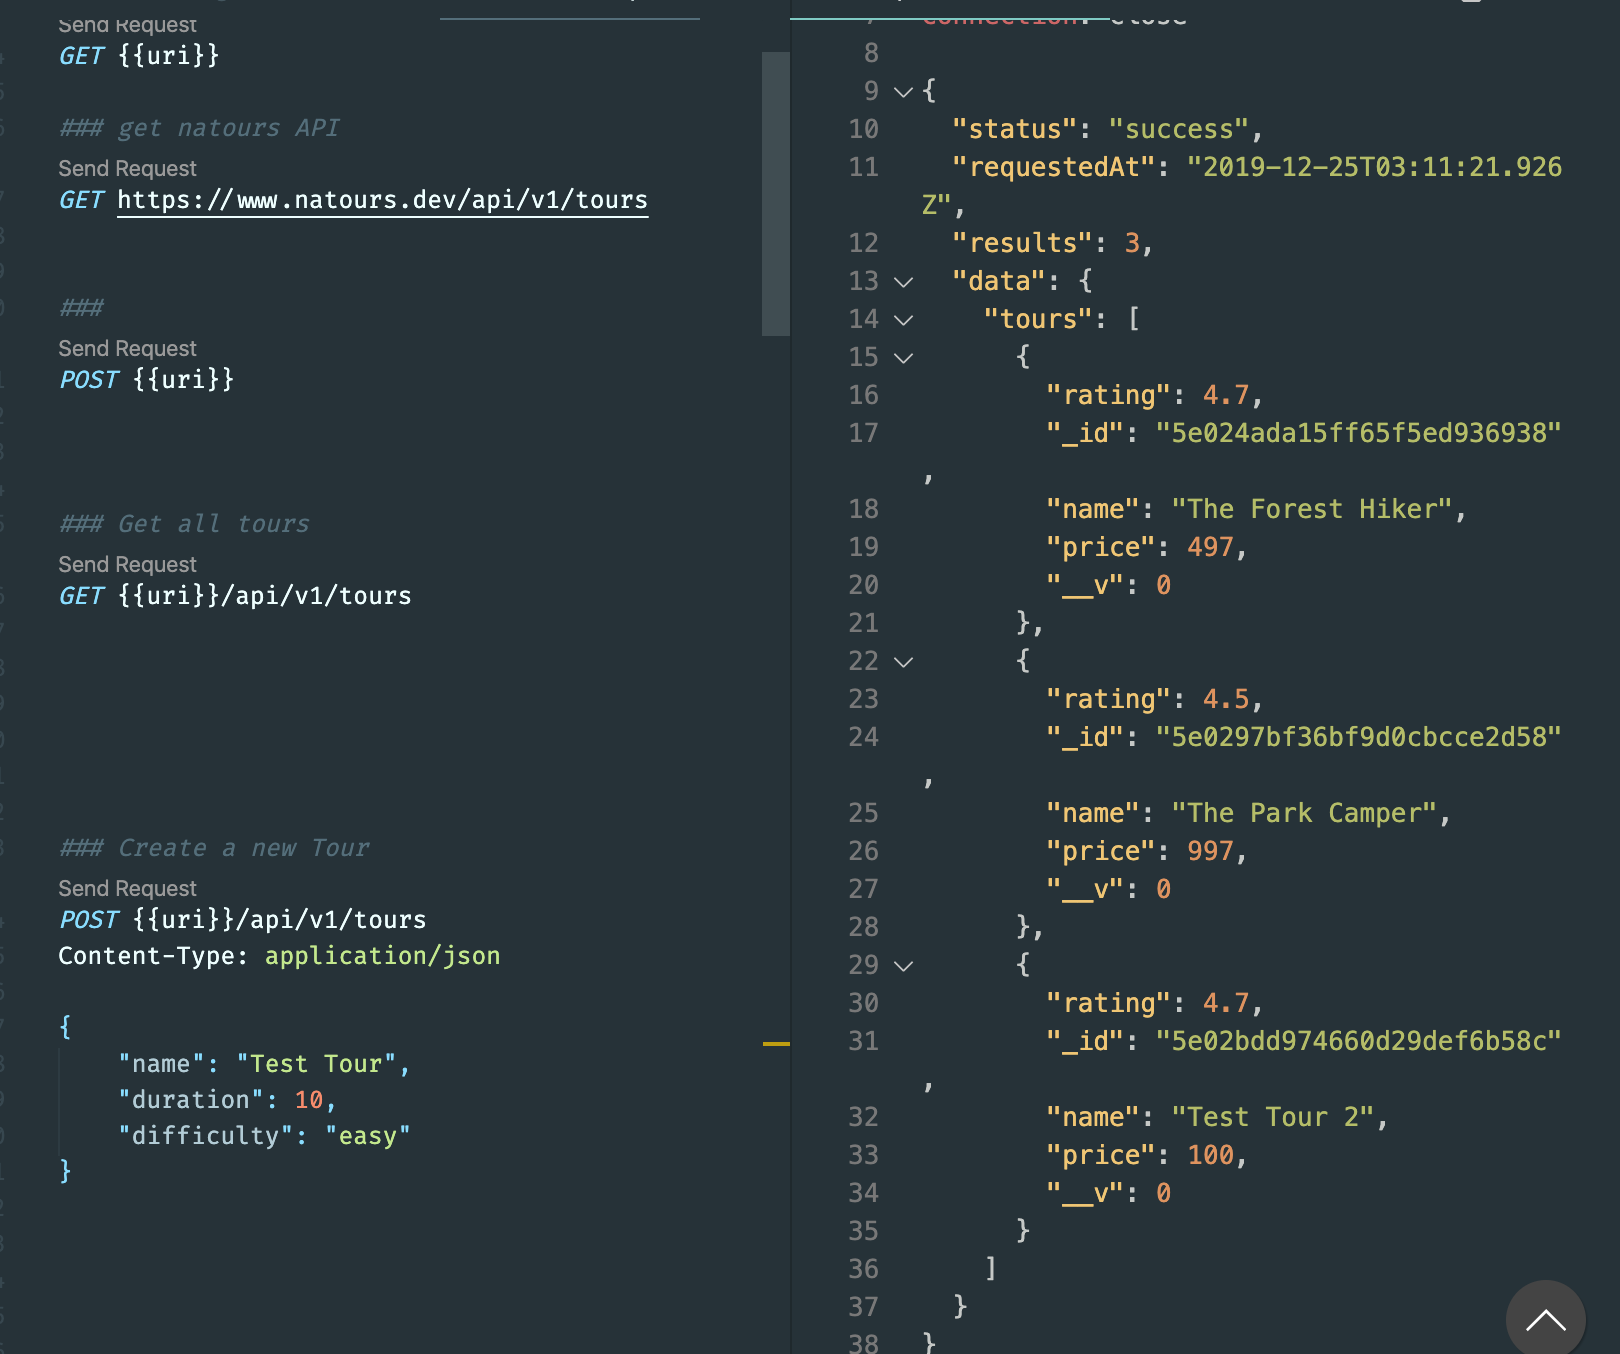 Send Request
GET {{uri}}
### get natours API
Send Request
GET https://www.natours.dev/api/v1/tours
###
Send Request
POST {{uri}}
### Get all tours
Send Request
GET {{uri}}/api/v1/tours
### Create a new Tour
Send Request
POST {{uri}}/api/v1/tours
Content-Type: application/json
{
"name": "Test Tour",
"duration": 10,
"difficulty": "easy"
}
7 connection: close
8
9 {
10 "status": "success",
11 "requestedAt": "2019-12-25T03:11:21.926
Z",
12 "results": 3,
13 "data": {
14 "tours": [
15 {
16 "rating": 4.7,
17 "_id": "5e024ada15ff65f5ed936938"
,
18 "name": "The Forest Hiker",
19 "price": 497,
20 "__v": 0
21 },
22 {
23 "rating": 4.5,
24 "_id": "5e0297bf36bf9d0cbcce2d58"
,
25 "name": "The Park Camper",
26 "price": 997,
27 "__v": 0
28 },
29 {
30 "rating": 4.7,
31 "_id": "5e02bdd974660d29def6b58c"
,
32 "name": "Test Tour 2",
33 "price": 100,
34 "__v": 0
35 }
36 ]
37 }
38 }